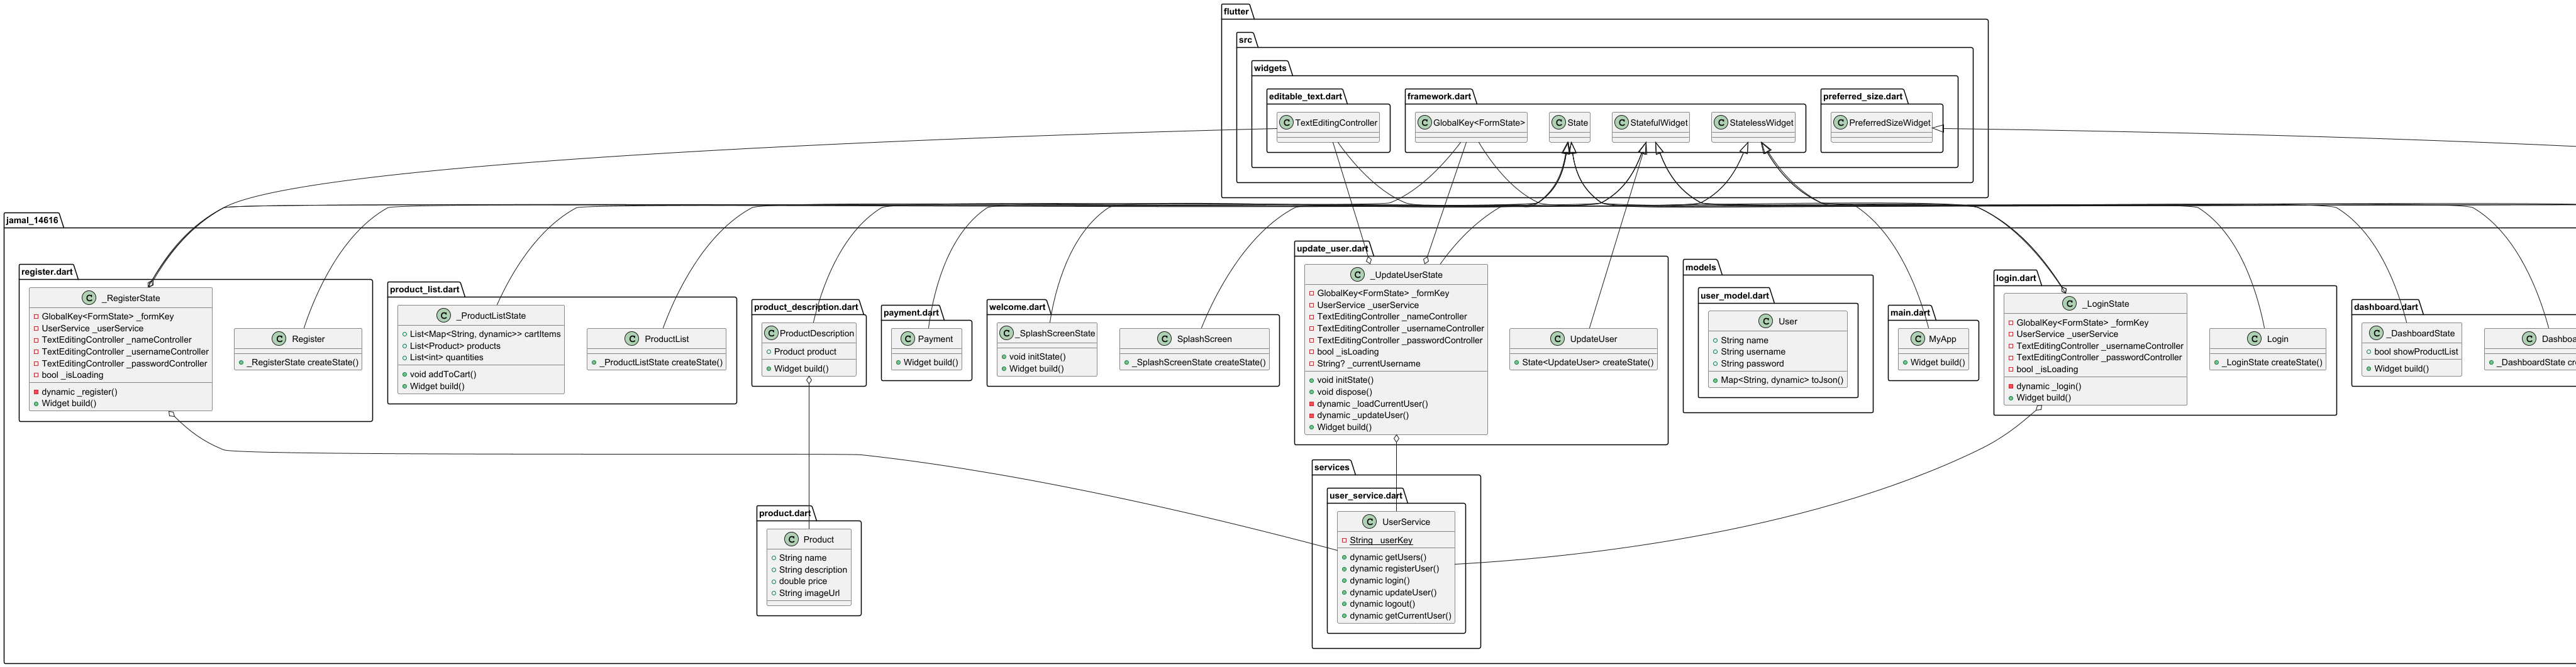 flutter
src
widgets
editable_text.dart
C TextEditingController
framework.dart
C GlobalKey<FormState>
C State
C StatefulWidget
C StatelessWidget
preferred_size.dart
C PreferredSizeWidget
jamal_14616
register.dart
C _RegisterState
GlobalKey<FormState> _formKey
UserService _userService
TextEditingController _nameController
TextEditingController _usernameController
TextEditingController _passwordController
bool _isLoading
dynamic _register()
Widget build()
C Register
_RegisterState createState()
product_list.dart
C _ProductListState
List<Map<String, dynamic>> cartItems
List<Product> products
List<int> quantities
void addToCart()
Widget build()
C ProductList
_ProductListState createState()
product_description.dart
C ProductDescription
Product product
Widget build()
payment.dart
C Payment
Widget build()
welcome.dart
C _SplashScreenState
void initState()
Widget build()
C SplashScreen
_SplashScreenState createState()
update_user.dart
C _UpdateUserState
GlobalKey<FormState> _formKey
UserService _userService
TextEditingController _nameController
TextEditingController _usernameController
TextEditingController _passwordController
bool _isLoading
String? _currentUsername
void initState()
void dispose()
dynamic _loadCurrentUser()
dynamic _updateUser()
Widget build()
C UpdateUser
State<UpdateUser> createState()
models
user_model.dart
C User
String name
String username
String password
Map<String, dynamic> toJson()
main.dart
C MyApp
Widget build()
login.dart
C _LoginState
GlobalKey<FormState> _formKey
UserService _userService
TextEditingController _usernameController
TextEditingController _passwordController
bool _isLoading
dynamic _login()
Widget build()
C Login
_LoginState createState()
dashboard.dart
C _DashboardState
bool showProductList
Widget build()
C Dashboa
_DashboardState cre
product.dart
C Product
String name
String description
double price
String imageUrl
services
user_service.dart
C UserService
String _userKey
dynamic getUsers()
dynamic registerUser()
dynamic login()
dynamic updateUser()
dynamic logout()
dynamic getCurrentUser()